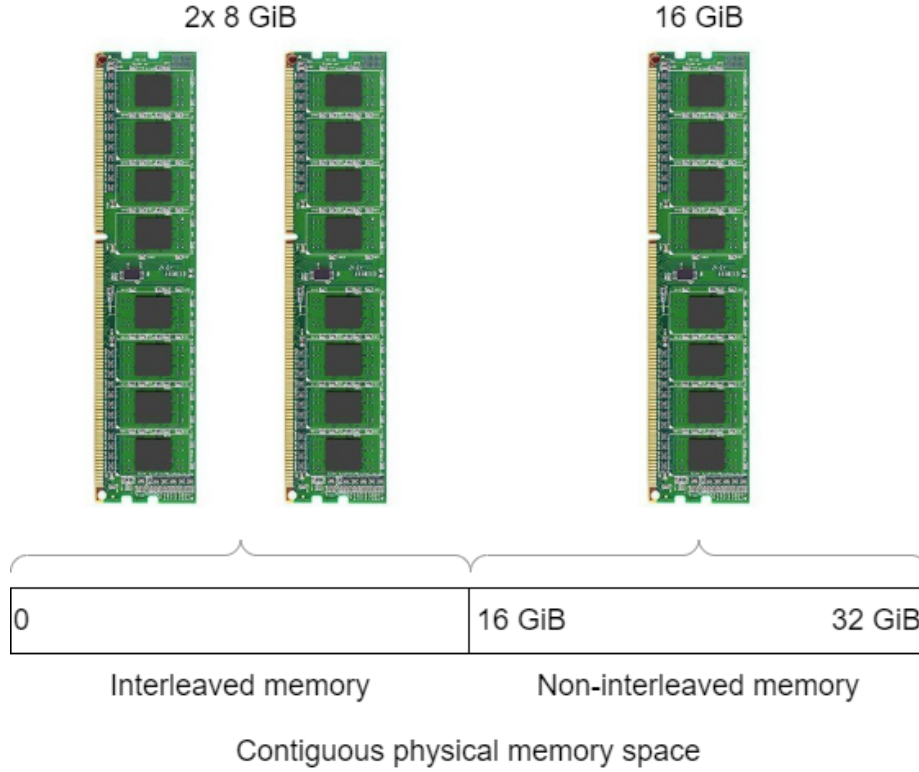 2x 8 GiB
16 GiB
0
16 GiB
32 GiB
Interleaved memory
Non-interleaved memory
Contiguous physical memory space